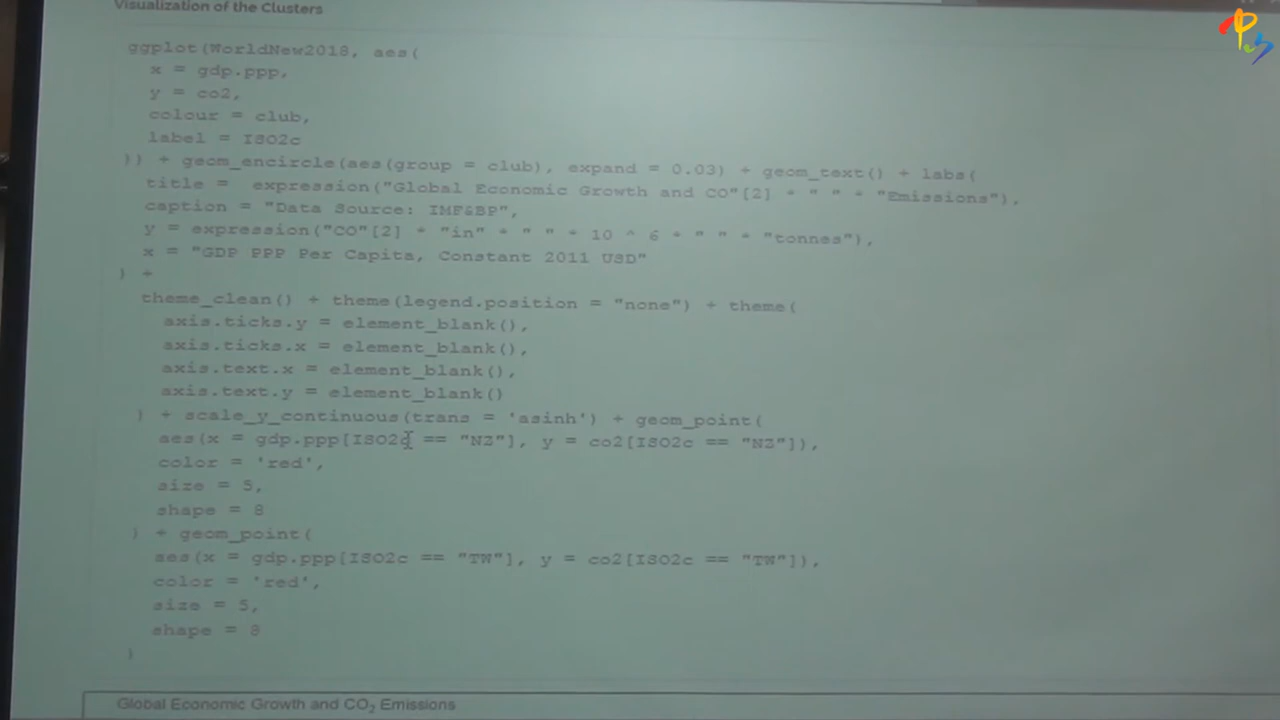 Visualization of the Clusters
ggplot(WorldNew2018, aes(
x = gdp.ppp,
y = co2,
colour = club,
label = ISO2c
)) + geom_encircle(aes(group = club), expand = 0.03) + geom_text() + labs(
title = expression("Global Economic Growth and CO"[2] * " " * "Emissions"),
caption = "Data Source: IMF&BP",
y = expression("CO"[2] * "in" * " " * 10 ^ 6 * " " * "tonnes"),
x = "GDP PPP Per Capita, Constant 2011 USD"
) +
theme_clean() + theme(legend.position = "none") + theme(
axis.ticks.y = element_blank(),
axis.ticks.x = element_blank(),
axis.text.x = element_blank(),
axis.text.y = element_blank()
) + scale_y_continuous(trans = 'asinh') + geom_point(
aes(x = gdp.ppp[ISO2c == "NZ"], y = co2[ISO2c == "NZ"]),
color = 'red',
size = 5,
shape = 8
) + geom_point(
aes(x = gdp.ppp[ISO2c == "TW"], y = co2[ISO2c == "TW"]),
color = 'red',
size = 5,
shape = 8
)
Global Economic Growth and CO₂ Emissions